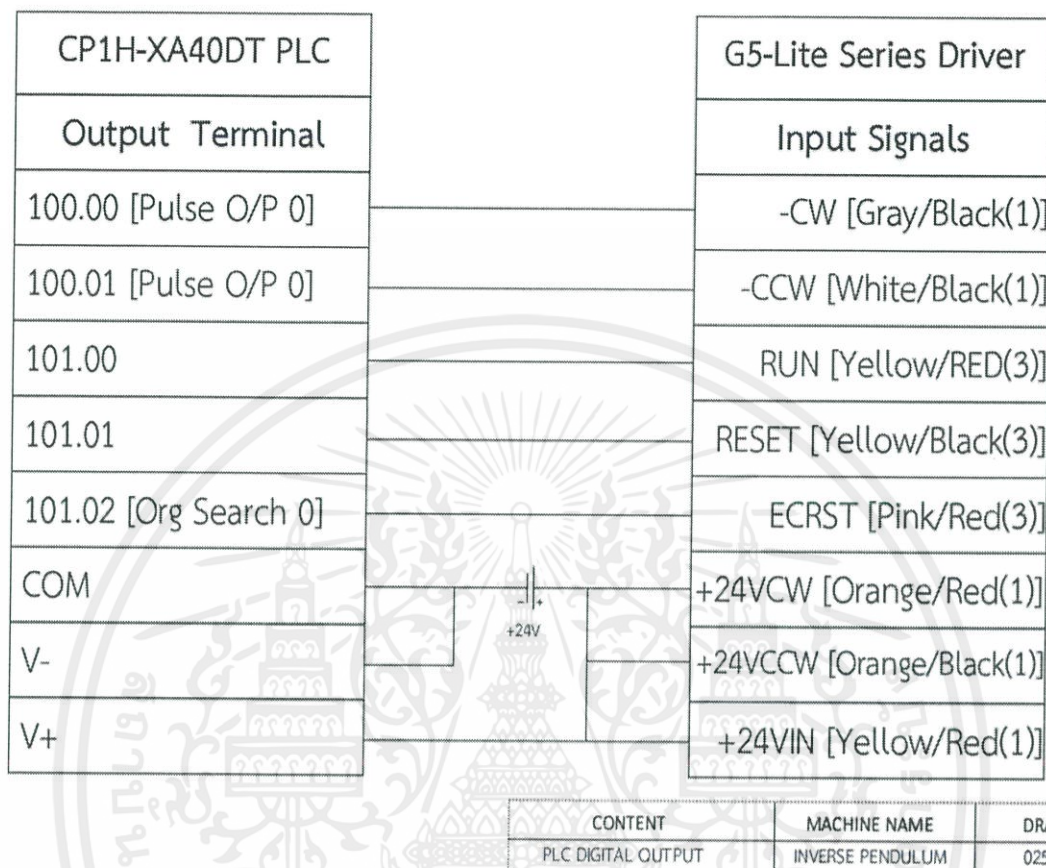 CP1H-XA40DT PLC
Output Terminal
100.00 [Pulse O/P 0]
100.01 [Pulse O/P 0]
101.00
101.01
101.02 [Org Search 0]
COM
V-
V+
- +
+24V
G5-Lite Series Driver
Input Signals
-CW [Gray/Black(1)]
-CCW [White/Black(1)]
RUN [Yellow/RED(3)]
RESET [Yellow/Black(3)]
ECRST [Pink/Red(3)]
+24VCW [Orange/Red(1)]
+24VCCW [Orange/Black(1)]
+24VIN [Yellow/Red(1)]
CONTENT MACHINE NAME
PLC DIGITAL OUTPUT INVERSE PENDULUM